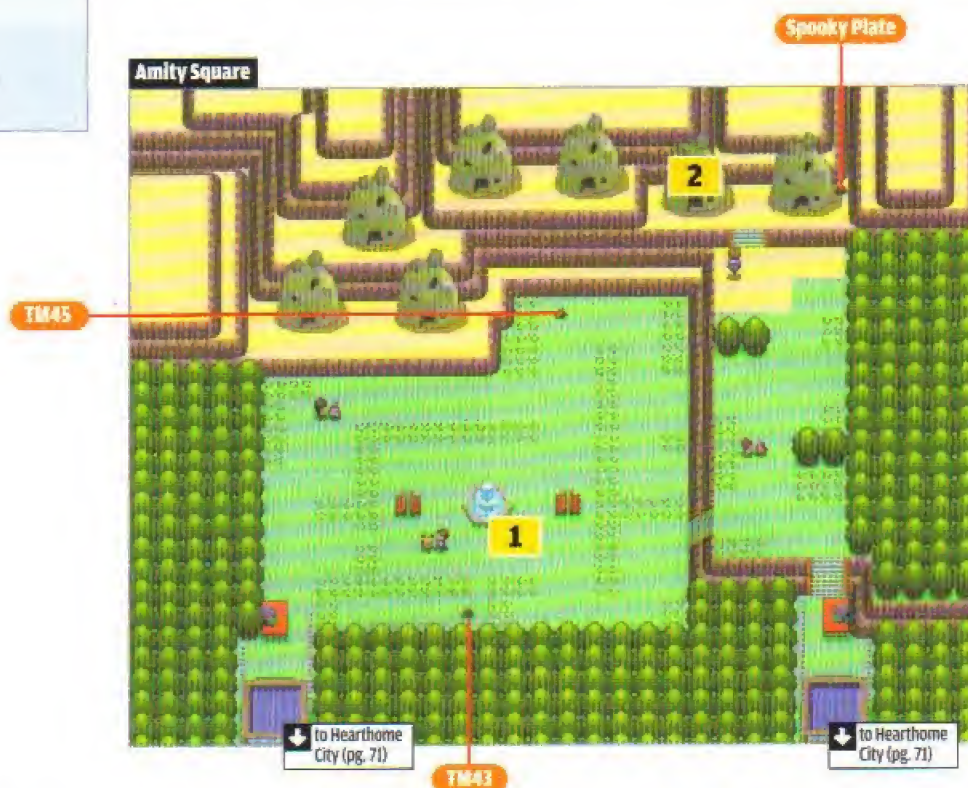 Spooky Plate
Amity Square
2
TM45
1
to Hearthome
City (pg. 71)
to Hearthome
City (pg. 71)
TM43